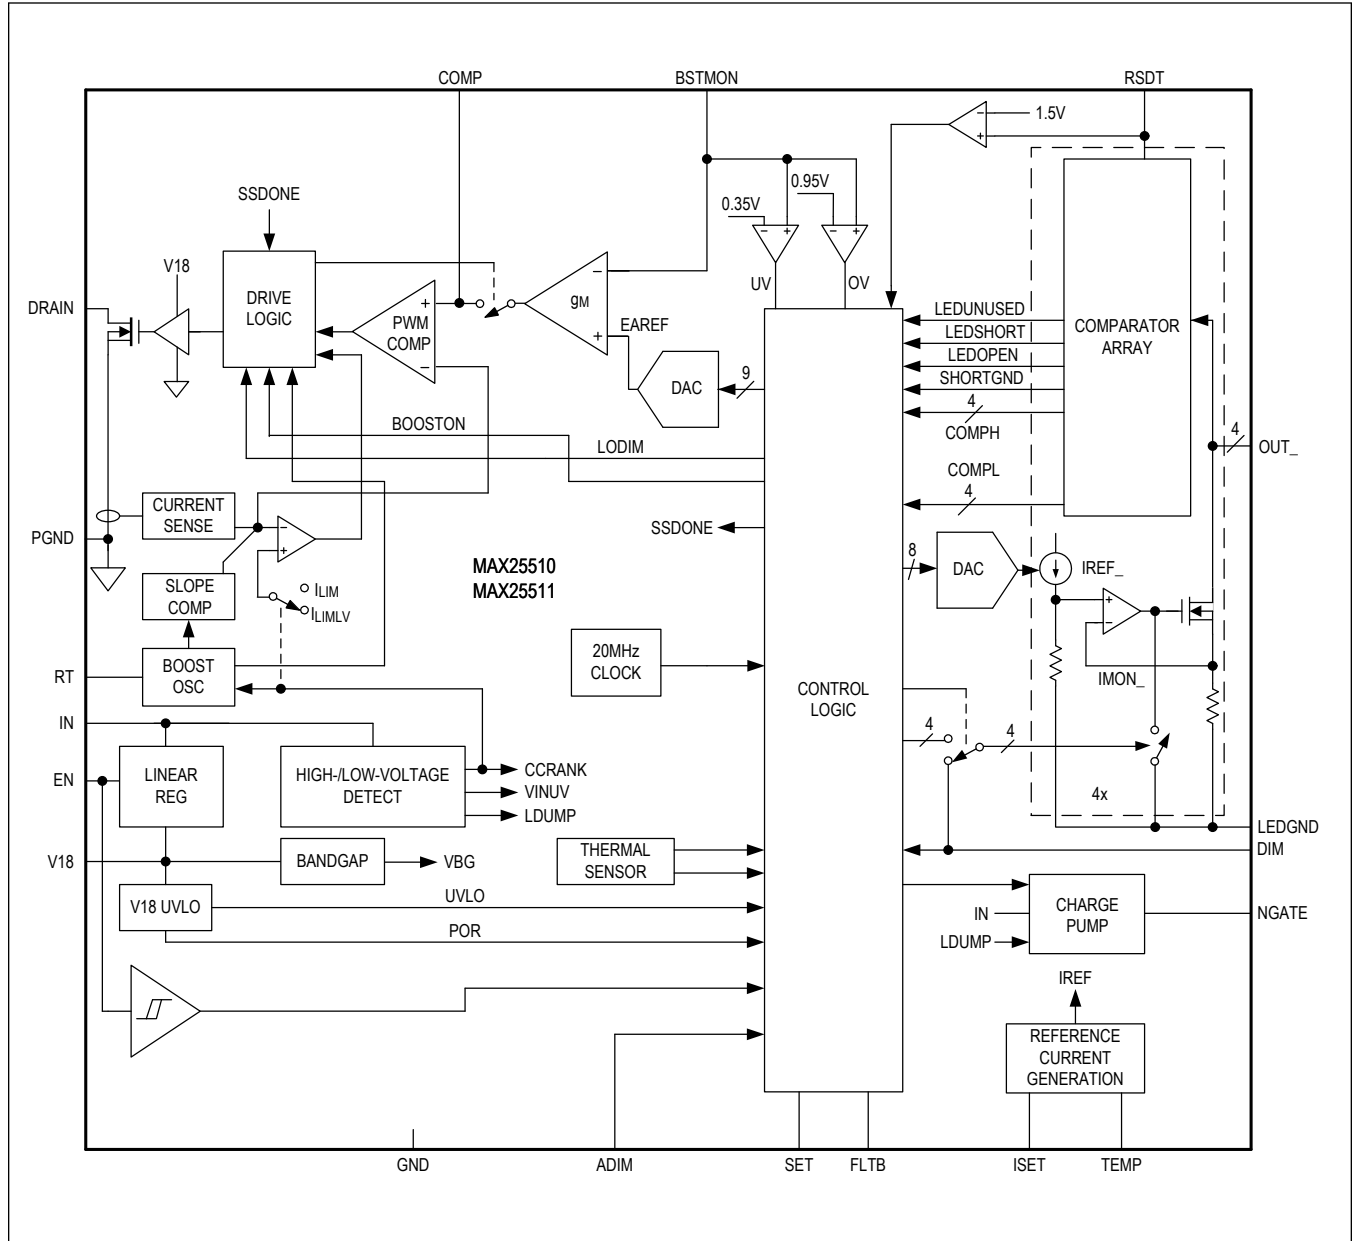 COMP
BSTMON
RSDT
1.5V
−
+
SSDONE
0.35V
0.95V
− +
− +
V18
UV
OV
DRAIN
DRIVE
LOGIC
+
PWM
COMP
−
−
gM
+
EAREF
DAC
9
LEDUNUSED
LEDSHORT
LEDOPEN
SHORTGND
4
COMPH
COMPL
4
COMPARATOR
ARRAY
4
OUT_
BOOSTON
LODIM
CURRENT
SENSE
−
+
PGND
SSDONE
MAX25510
MAX25511
8
DAC
IREF_
+
−
IMON_
SLOPE
COMP
ILIM
ILIMLV
RT
BOOST
OSC
20MHz
CLOCK
CONTROL
LOGIC
IN
4
4
EN
LINEAR
REG
HIGH-/LOW-VOLTAGE
DETECT
CCRANK
VINUV
LDUMP
4x
LEDGND
DIM
V18
BANDGAP
VBG
THERMAL
SENSOR
V18 UVLO
UVLO
POR
IN
LDUMP
CHARGE
PUMP
NGATE
IREF
REFERENCE
CURRENT
GENERATION
GND
ADIM
SET
FLTB
ISET
TEMP